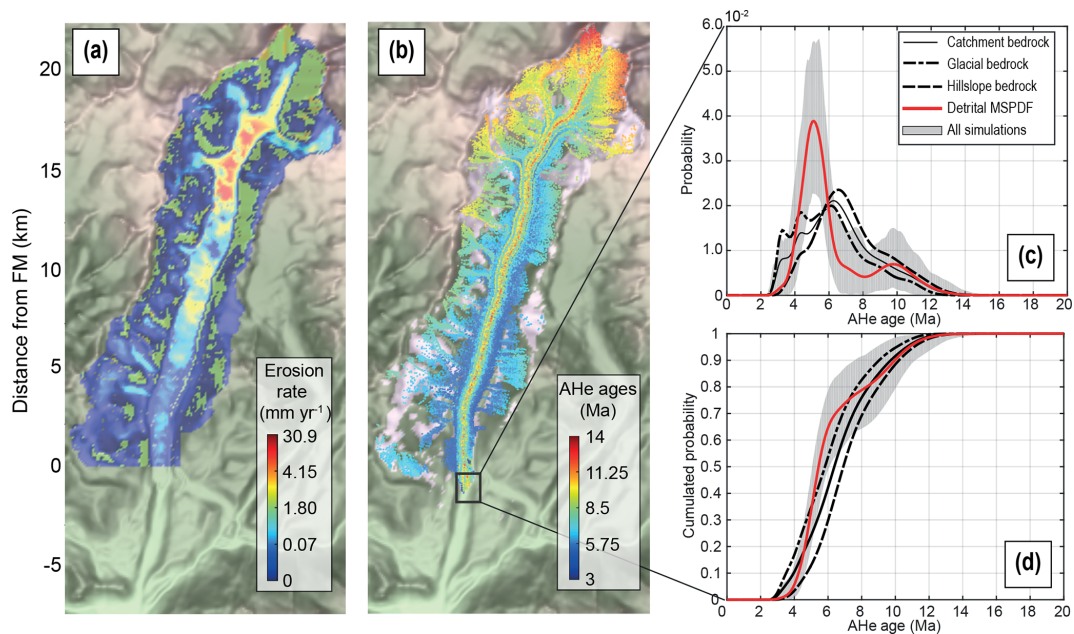 (a)
(b)
Distance from FM (km)
20
15
10
5
0
-5
Erosion
rate
(mm yr⁻¹)
30.9
4.15
1.80
0.07
0
AHe ages
(Ma)
14
11.25
8.5
5.75
3
6.0 ×10⁻²
5.0
4.0
3.0
2.0
1.0
0
Probability
Catchment bedrock
Glacial bedrock
Hillslope bedrock
Detrital MSPDF
All simulations
(c)
0 2 4 6 8 10 12 14 16 18 20
AHe age (Ma)
1
0.9
0.8
0.7
0.6
0.5
0.4
0.3
0.2
0.1
0
Cumulated probability
(d)
0 2 4 6 8 10 12 14 16 18 20
AHe age (Ma)